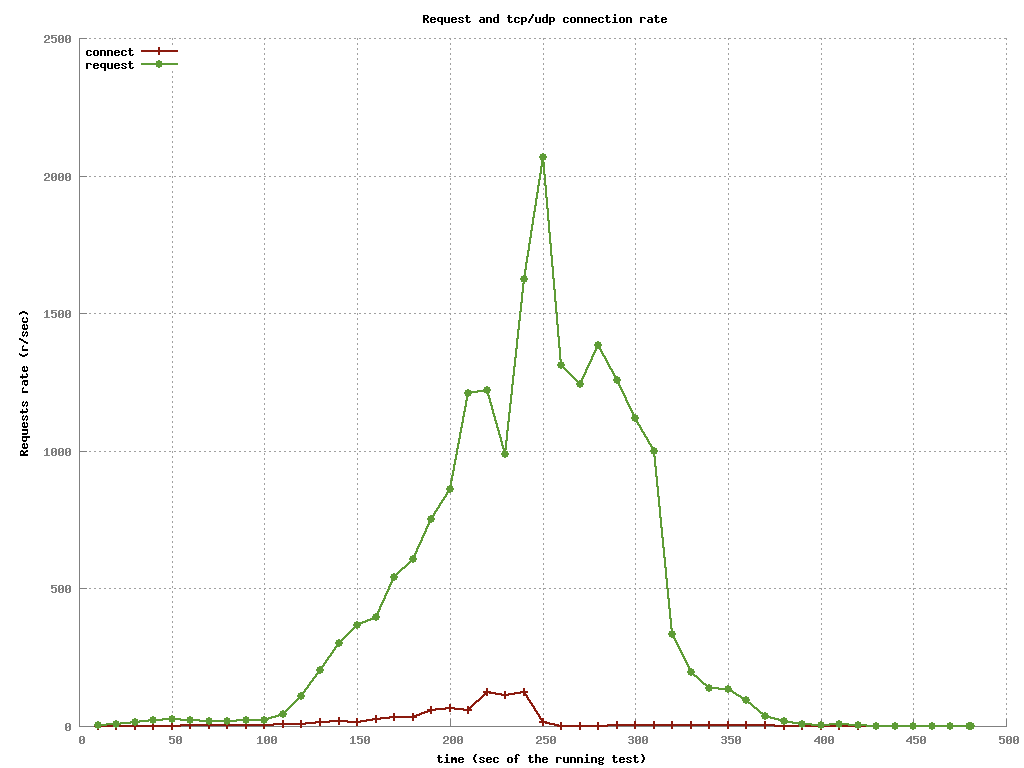 Request and tcp/udp connection rate
2500
connect
request
2000
1500
Requests rate (r/sec)
1000
500
0
0 50 100 150 200 250 300 350 400 450 500
time (sec of the running test)